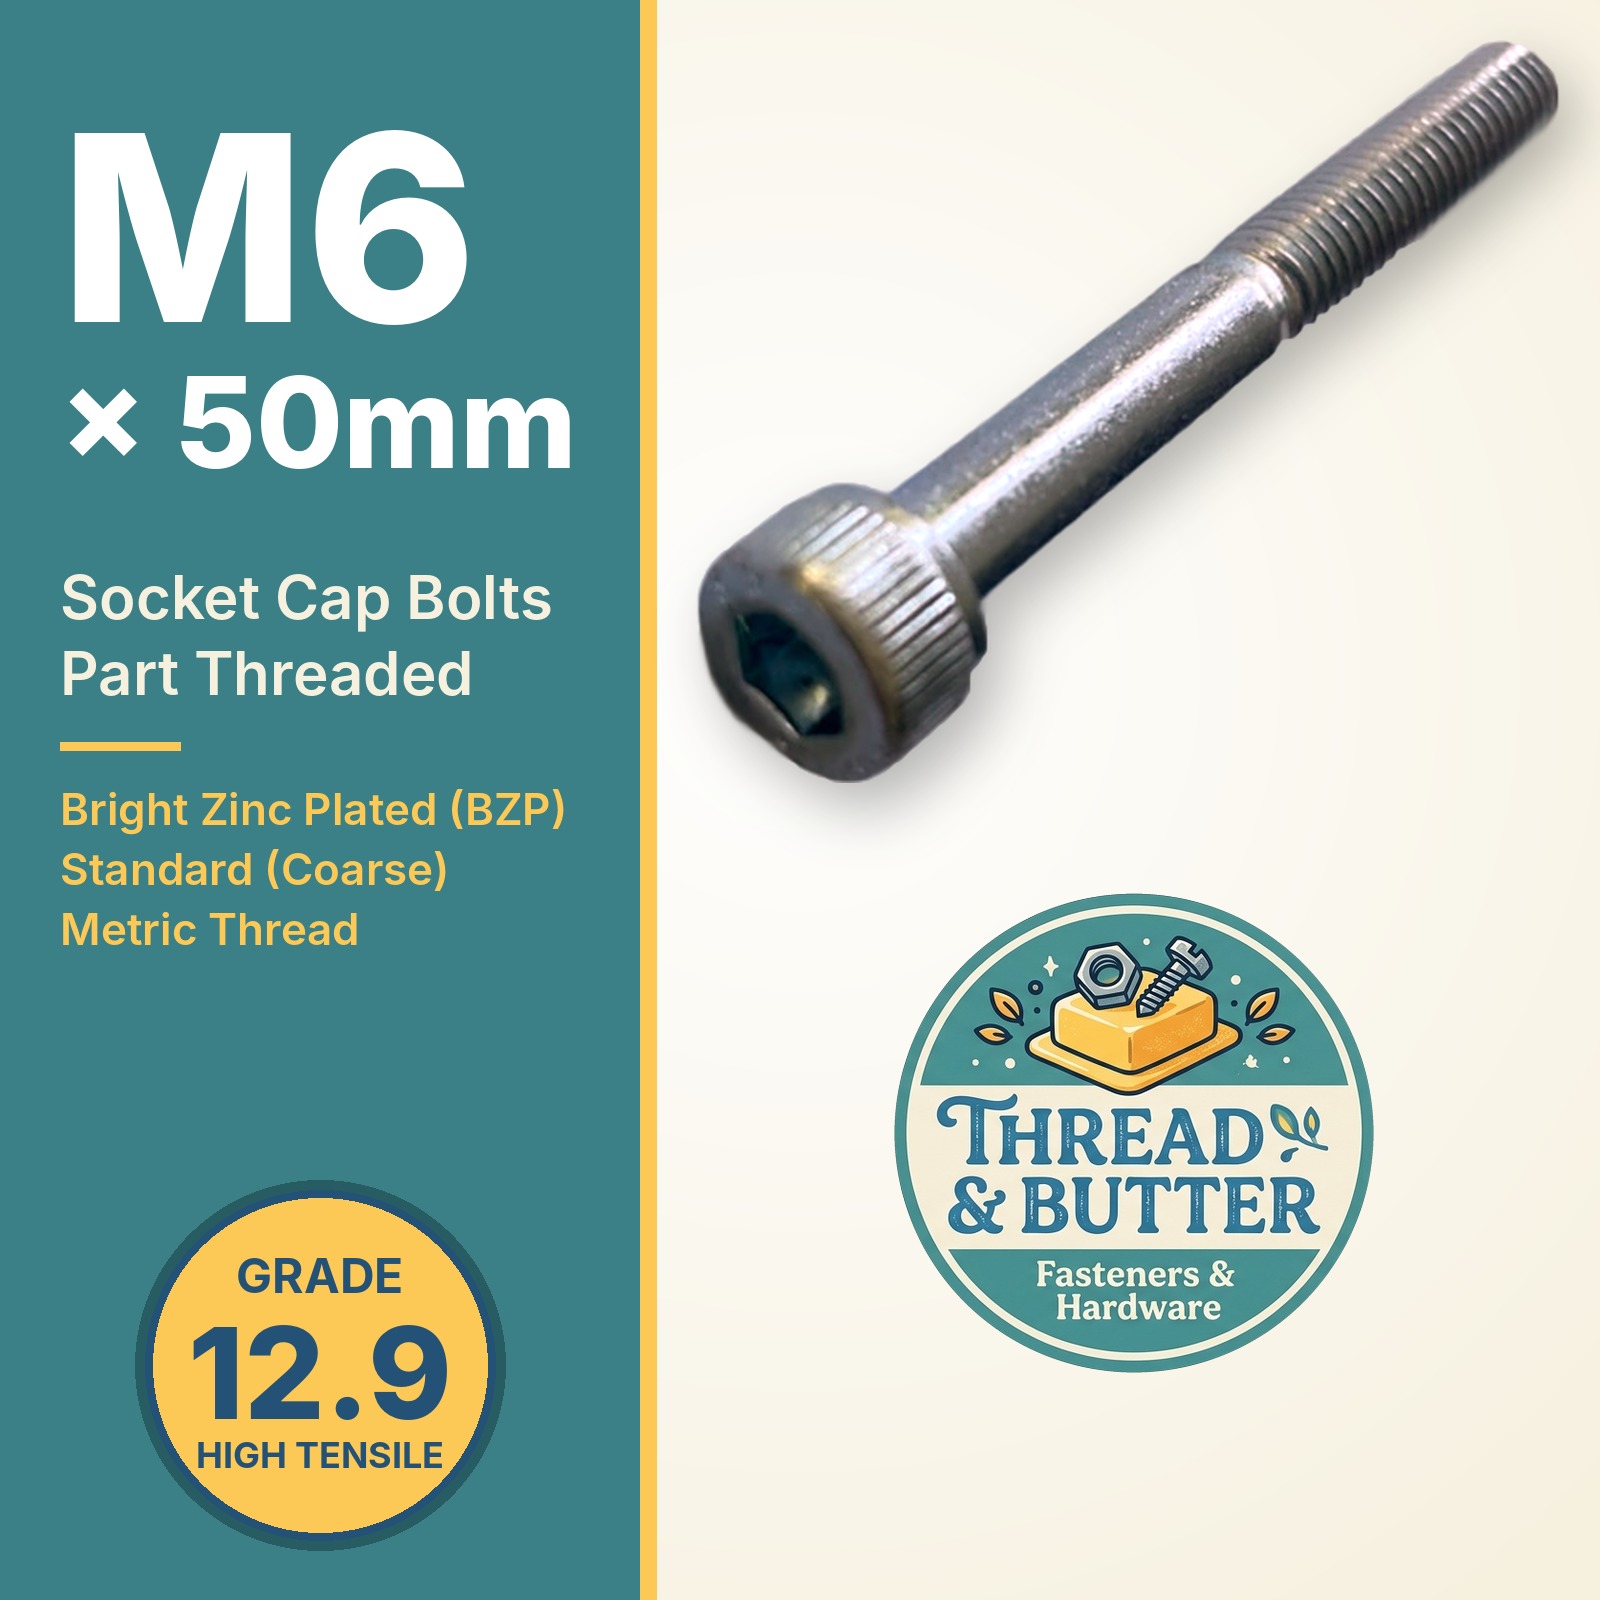 M6
× 50mm
Socket Cap Bolts
Part Threaded
Bright Zinc Plated (BZP)
Standard (Coarse)
Metric Thread
GRADE
12.9
HIGH TENSILE
THREAD
& BUTTER
Fasteners &
Hardware